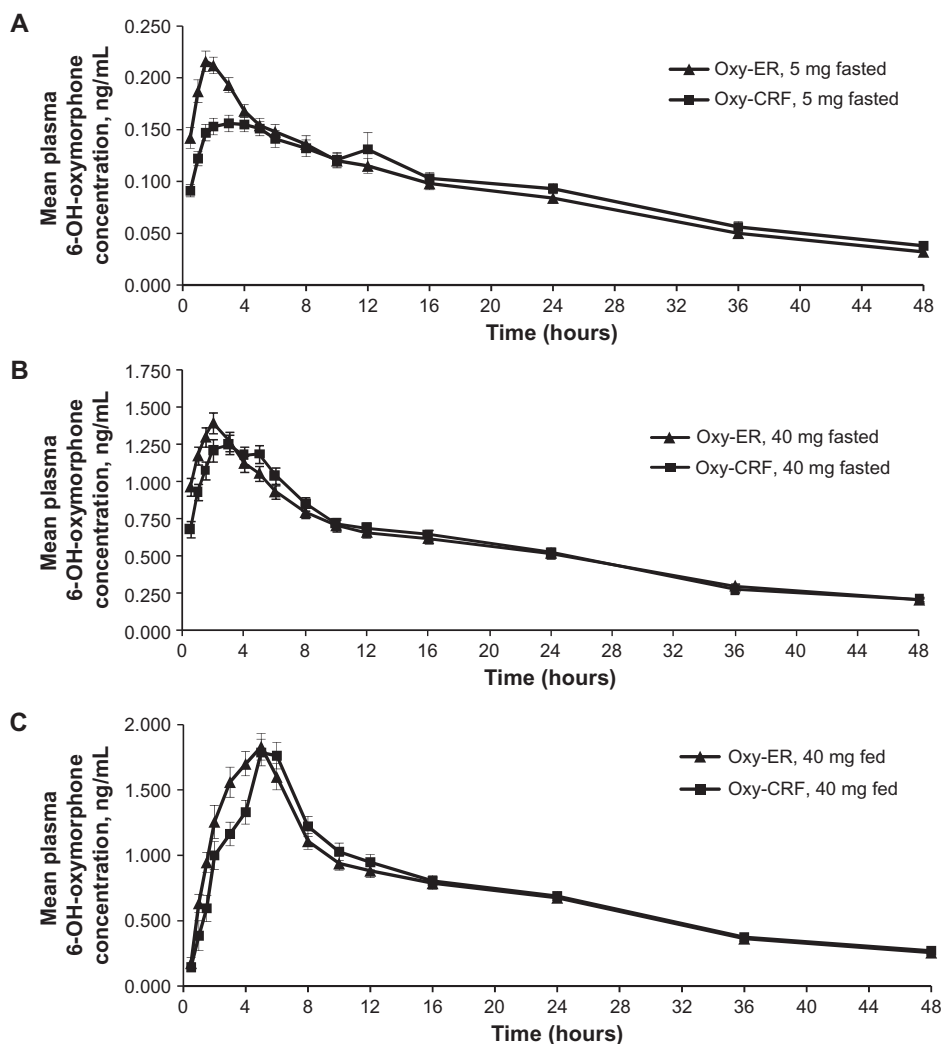 A
Mean plasma
6-OH-oxymorphone
concentration, ng/mL
0.250
0.200
0.150
0.100
0.050
0.000
Oxy-ER, 5 mg fasted
Oxy-CRF, 5 mg fasted
0 4 6 8 10 12 16 20 24 28 32 36 40 44 48
Time (hours)
B
Mean plasma
6-OH-oxymorphone
concentration, ng/mL
1.750
1.500
1.250
1.000
0.750
0.500
0.250
0.000
Oxy-ER, 40 mg fasted
Oxy-CRF, 40 mg fasted
0 4 6 8 10 12 16 20 24 28 32 36 40 44 48
Time (hours)
C
Mean plasma
6-OH-oxymorphone
concentration, ng/mL
2.000
1.500
1.000
0.500
0.000
Oxy-ER, 40 mg fed
Oxy-CRF, 40 mg fed
0 4 6 8 10 12 16 20 24 28 32 36 40 44 48
Time (hours)